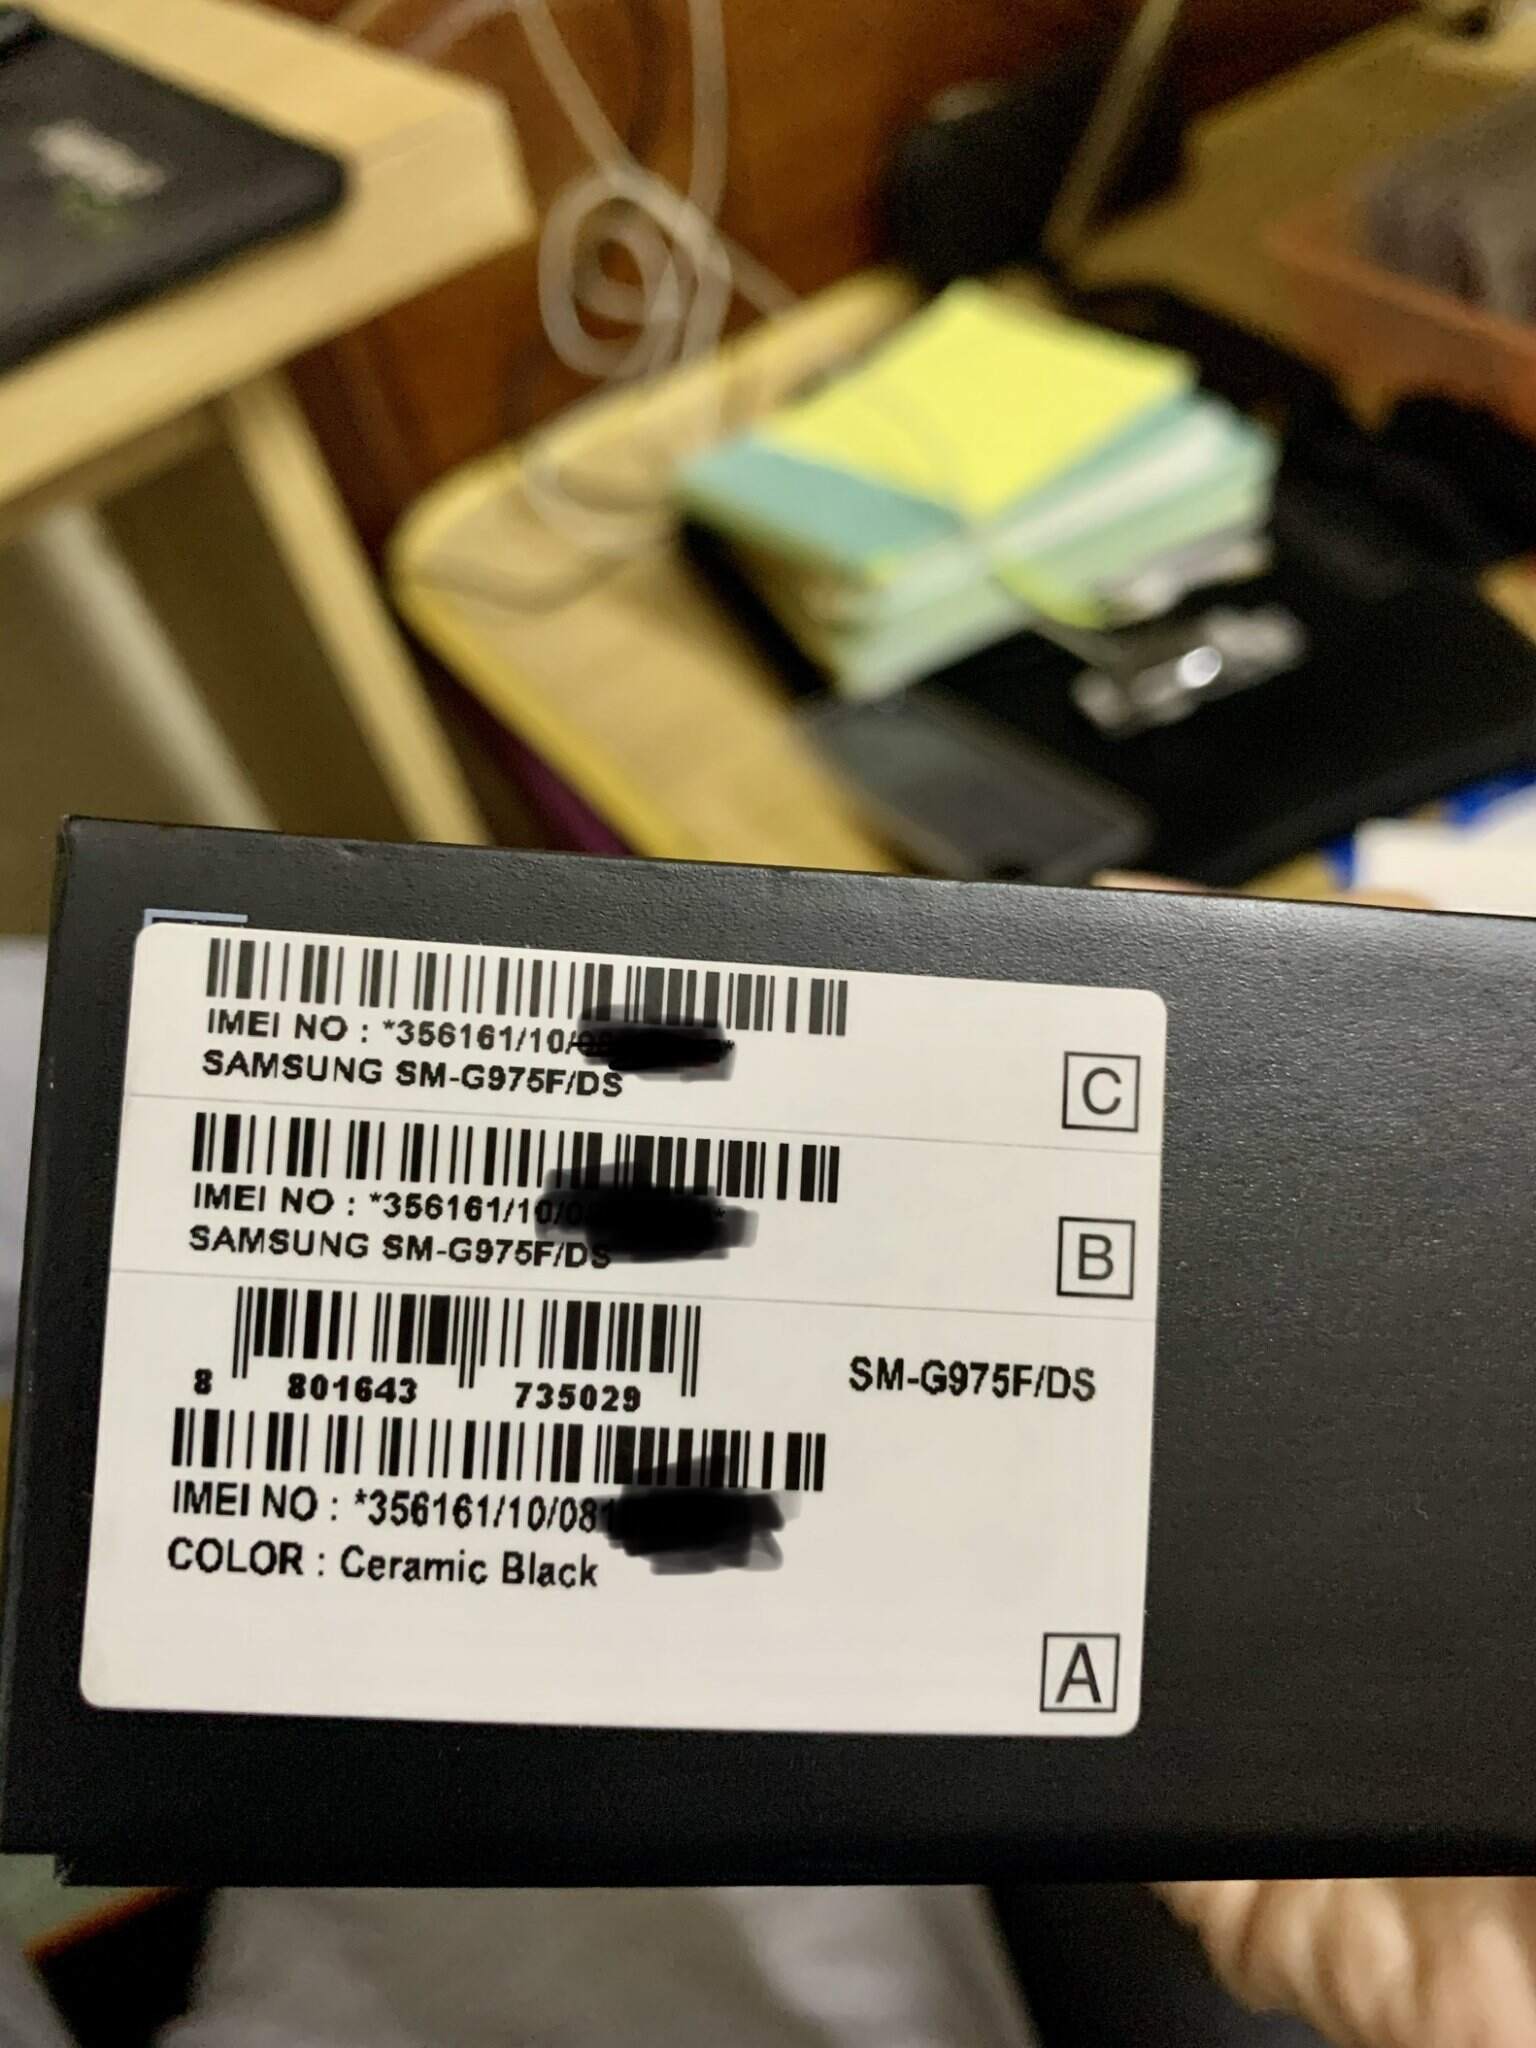 IMEI NO : *356161/10/
SAMSUNG SM-G975F/DS
C
IMEI NO : *356161/10/0
SAMSUNG SM-G975F/DS
B
8 801643 735029
SM-G975F/DS
IMEI NO : *356161/10/081
COLOR : Ceramic Black
A